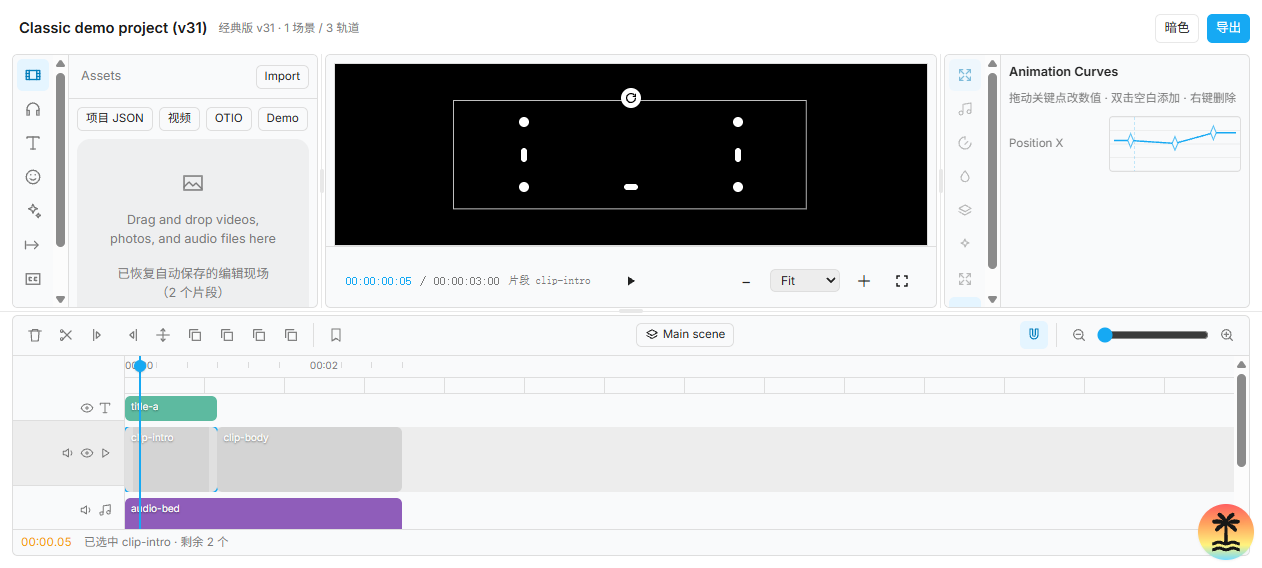 Classic demo project (v31) 经典版 v31 · 1 场景 / 3 轨道 暗色 导出
Assets Import
项目 JSON 视频 OTIO Demo
Drag and drop videos,
photos, and audio files here
已恢复自动保存的编辑现场
（2 个片段）
00:00:00:05 / 00:00:03:00 片段 clip-intro Fit
Animation Curves
拖动关键点改数值 · 双击空白添加 · 右键删除
Position X
Main scene
00:02
title-a
clip-intro clip-body
audio-bed
00:00.05 已选中 clip-intro · 剩余 2 个